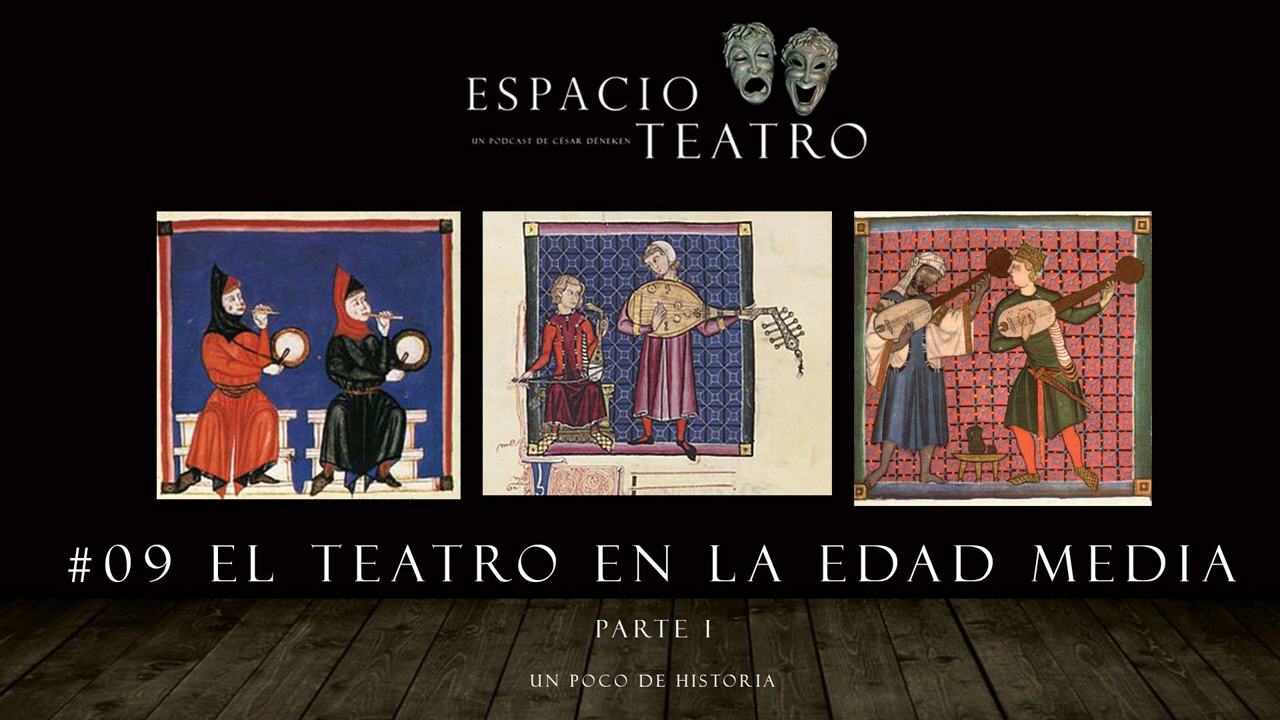 ESPACIO
UN PODCAST DE CÉSAR DÉNEKEN
TEATRO
#09 EL TEATRO EN LA EDAD MEDIA
PARTE I
UN POCO DE HISTORIA